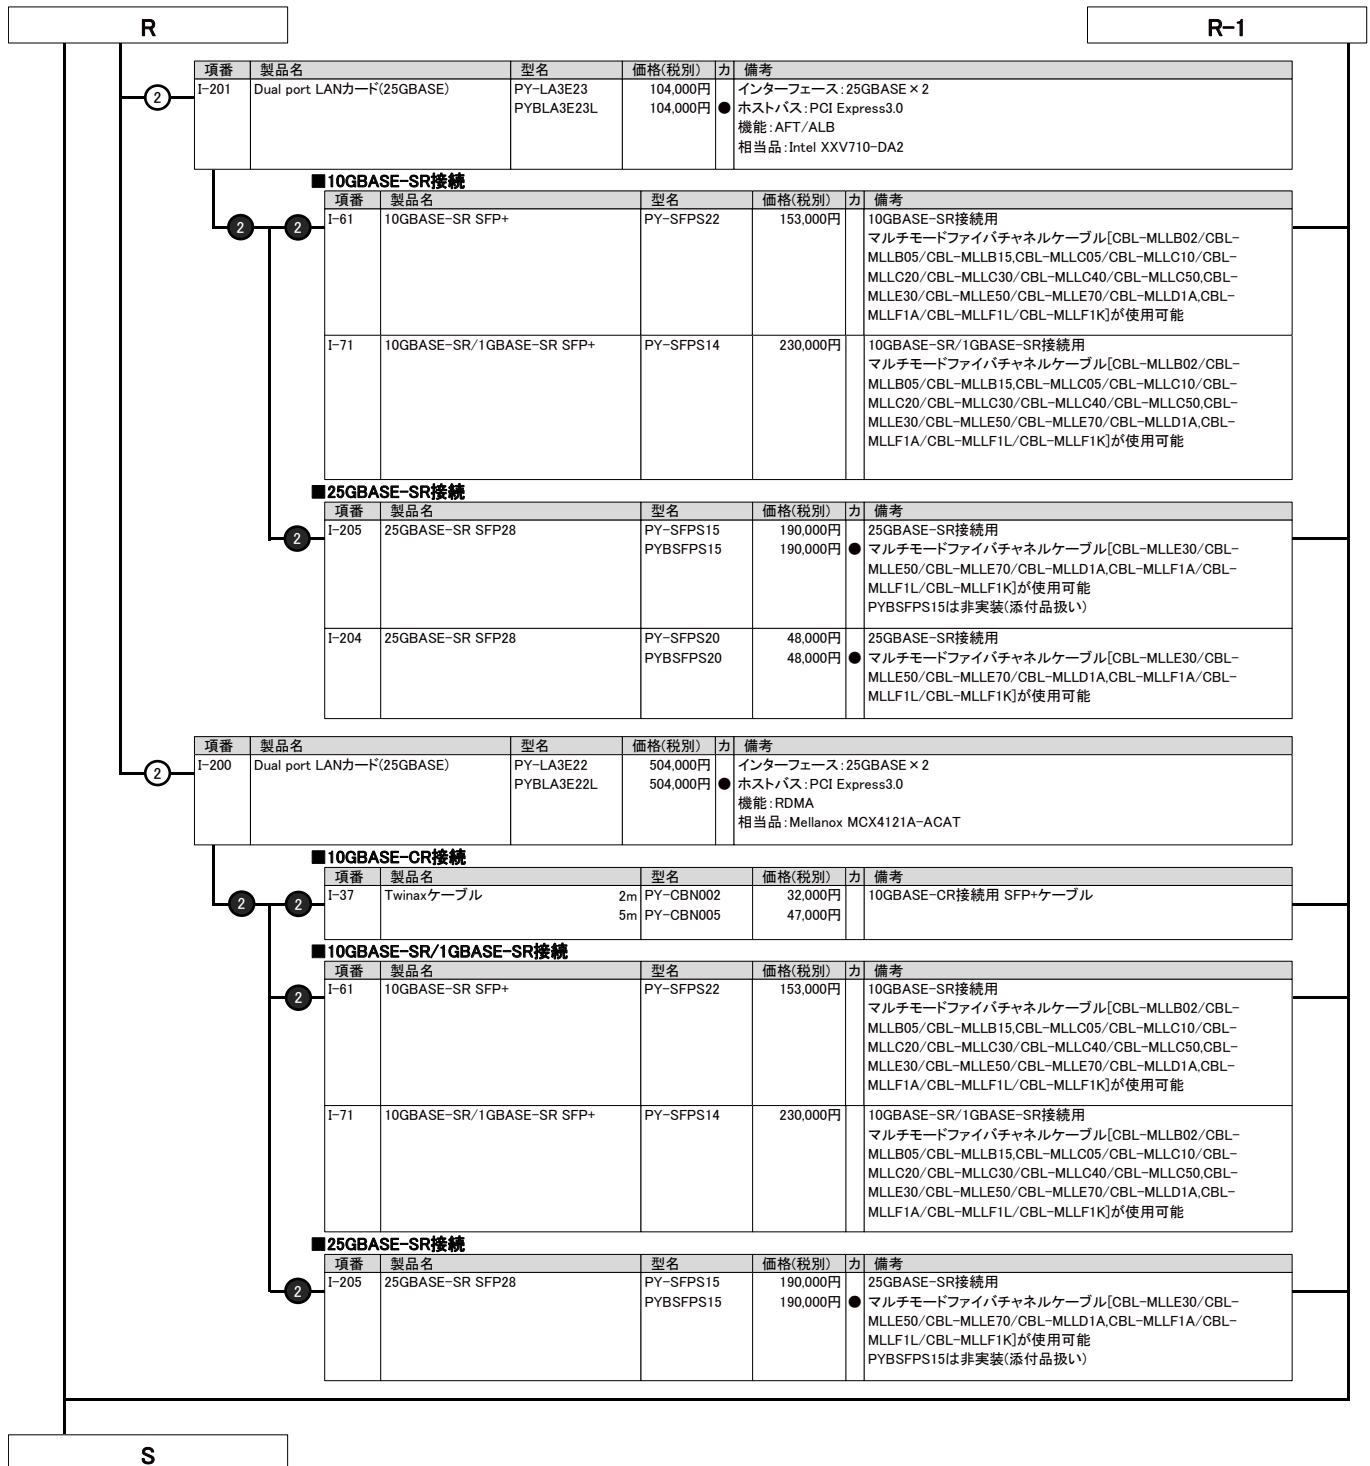 R
R-1
項番 製品名 型名 価格(税別) カ 備考
② I-201 Dual port LANカード(25GBASE) PY-LA3E23 104,000円 インターフェース:25GBASE×2
PYBLA3E23L 104,000円 ● ホストバス:PCI Express3.0
機能:AFT/ALB
相当品:Intel XXV710-DA2
■10GBASE-SR接続
項番 製品名 型名 価格(税別) カ 備考
2 2 I-61 10GBASE-SR SFP+ PY-SFPS22 153,000円 10GBASE-SR接続用
マルチモードファイバチャネルケーブル[CBL-MLLB02/CBL-
MLLB05/CBL-MLLB15,CBL-MLLC05/CBL-MLLC10/CBL-
MLLC20/CBL-MLLC30/CBL-MLLC40/CBL-MLLC50,CBL-
MLLE30/CBL-MLLE50/CBL-MLLE70/CBL-MLLD1A,CBL-
MLLF1A/CBL-MLLF1L/CBL-MLLF1K]が使用可能
I-71 10GBASE-SR/1GBASE-SR SFP+ PY-SFPS14 230,000円 10GBASE-SR/1GBASE-SR接続用
マルチモードファイバチャネルケーブル[CBL-MLLB02/CBL-
MLLB05/CBL-MLLB15,CBL-MLLC05/CBL-MLLC10/CBL-
MLLC20/CBL-MLLC30/CBL-MLLC40/CBL-MLLC50,CBL-
MLLE30/CBL-MLLE50/CBL-MLLE70/CBL-MLLD1A,CBL-
MLLF1A/CBL-MLLF1L/CBL-MLLF1K]が使用可能
■25GBASE-SR接続
項番 製品名 型名 価格(税別) カ 備考
2 I-205 25GBASE-SR SFP28 PY-SFPS15 190,000円 25GBASE-SR接続用
PYBSFPS15 190,000円 ● マルチモードファイバチャネルケーブル[CBL-MLLE30/CBL-
MLLE50/CBL-MLLE70/CBL-MLLD1A,CBL-MLLF1A/CBL-
MLLF1L/CBL-MLLF1K]が使用可能
PYBSFPS15は非実装(添付品扱い)
I-204 25GBASE-SR SFP28 PY-SFPS20 48,000円 25GBASE-SR接続用
PYBSFPS20 48,000円 ● マルチモードファイバチャネルケーブル[CBL-MLLE30/CBL-
MLLE50/CBL-MLLE70/CBL-MLLD1A,CBL-MLLF1A/CBL-
MLLF1L/CBL-MLLF1K]が使用可能
項番 製品名 型名 価格(税別) カ 備考
② I-200 Dual port LANカード(25GBASE) PY-LA3E22 504,000円 インターフェース:25GBASE×2
PYBLA3E22L 504,000円 ● ホストバス:PCI Express3.0
機能:RDMA
相当品:Mellanox MCX4121A-ACAT
■10GBASE-CR接続
項番 製品名 型名 価格(税別) カ 備考
2 2 I-37 Twinaxケーブル 2m PY-CBN002 32,000円 10GBASE-CR接続用 SFP+ケーブル
5m PY-CBN005 47,000円
■10GBASE-SR/1GBASE-SR接続
項番 製品名 型名 価格(税別) カ 備考
2 I-61 10GBASE-SR SFP+ PY-SFPS22 153,000円 10GBASE-SR接続用
マルチモードファイバチャネルケーブル[CBL-MLLB02/CBL-
MLLB05/CBL-MLLB15,CBL-MLLC05/CBL-MLLC10/CBL-
MLLC20/CBL-MLLC30/CBL-MLLC40/CBL-MLLC50,CBL-
MLLE30/CBL-MLLE50/CBL-MLLE70/CBL-MLLD1A,CBL-
MLLF1A/CBL-MLLF1L/CBL-MLLF1K]が使用可能
I-71 10GBASE-SR/1GBASE-SR SFP+ PY-SFPS14 230,000円 10GBASE-SR/1GBASE-SR接続用
マルチモードファイバチャネルケーブル[CBL-MLLB02/CBL-
MLLB05/CBL-MLLB15,CBL-MLLC05/CBL-MLLC10/CBL-
MLLC20/CBL-MLLC30/CBL-MLLC40/CBL-MLLC50,CBL-
MLLE30/CBL-MLLE50/CBL-MLLE70/CBL-MLLD1A,CBL-
MLLF1A/CBL-MLLF1L/CBL-MLLF1K]が使用可能
■25GBASE-SR接続
項番 製品名 型名 価格(税別) カ 備考
2 I-205 25GBASE-SR SFP28 PY-SFPS15 190,000円 25GBASE-SR接続用
PYBSFPS15 190,000円 ● マルチモードファイバチャネルケーブル[CBL-MLLE30/CBL-
MLLE50/CBL-MLLE70/CBL-MLLD1A,CBL-MLLF1A/CBL-
MLLF1L/CBL-MLLF1K]が使用可能
PYBSFPS15は非実装(添付品扱い)
S